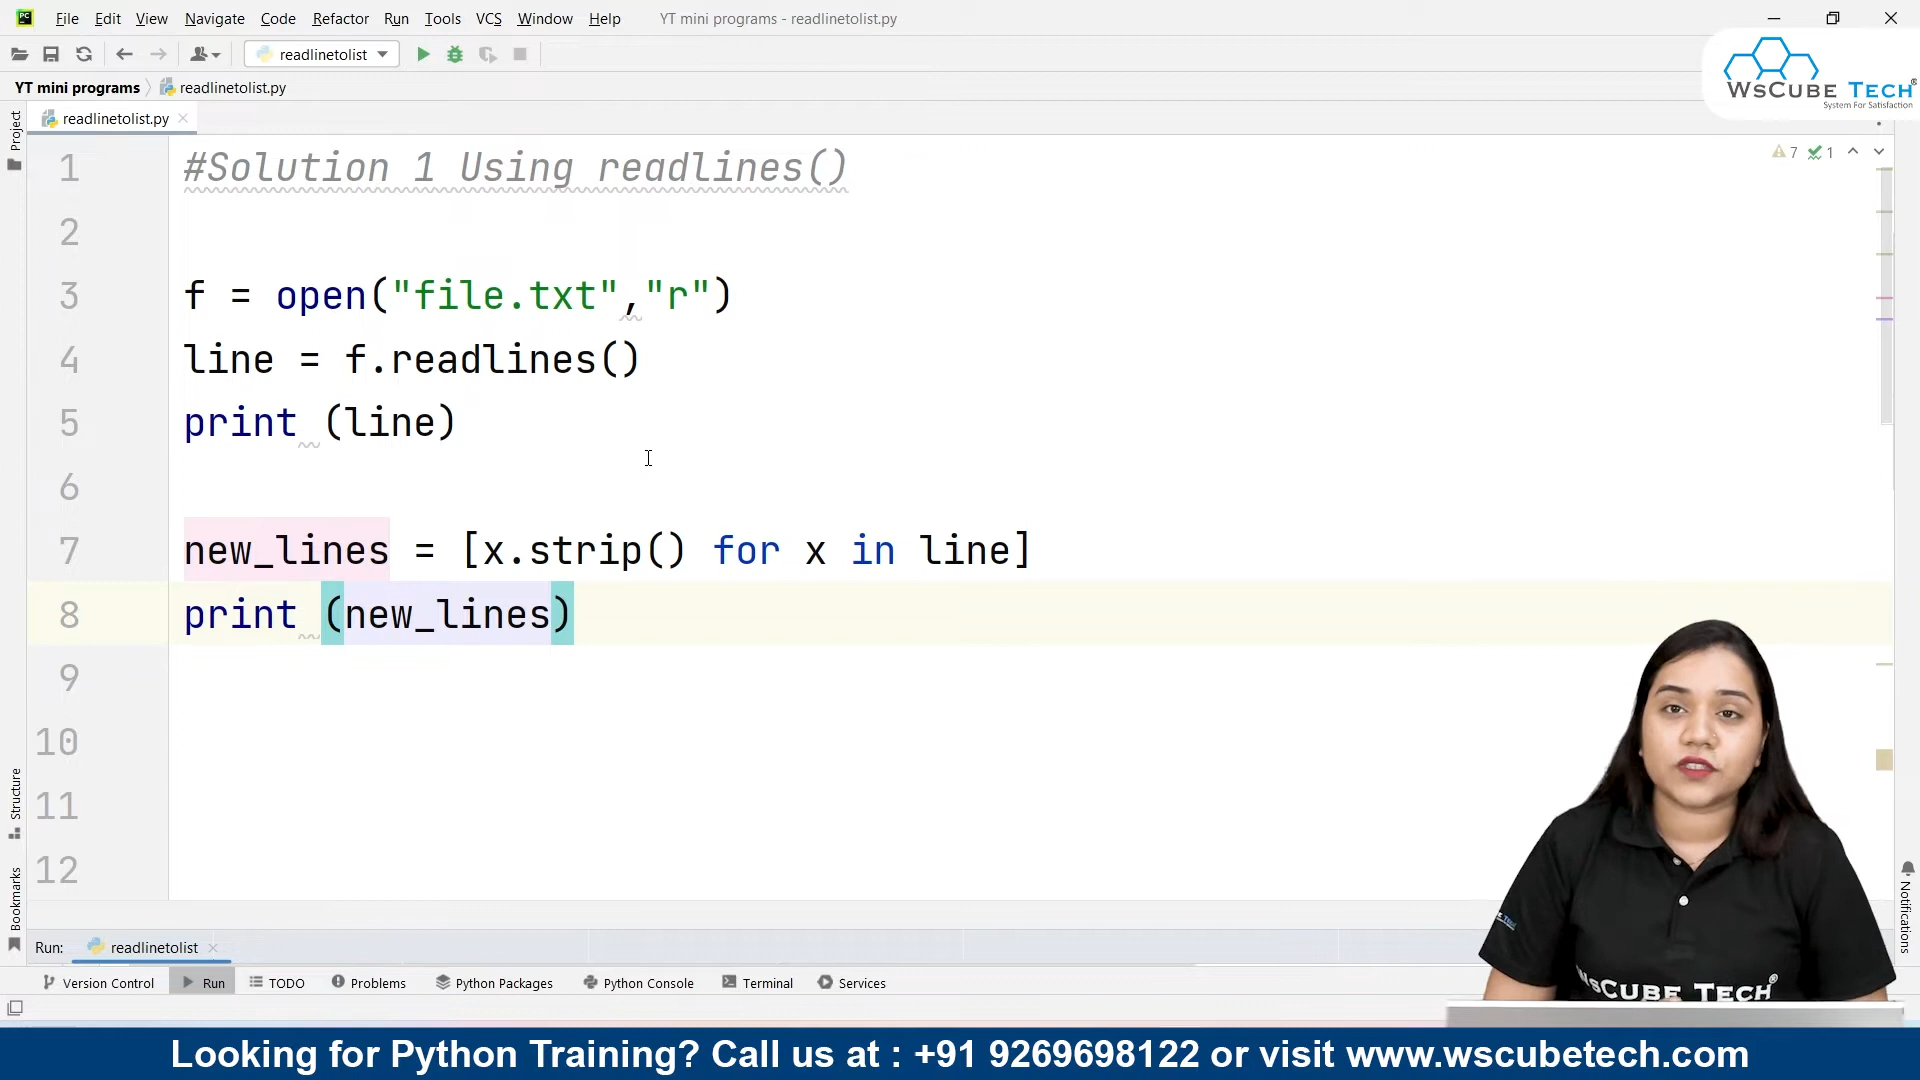 File Edit View Navigate Code Refactor Run Tools VCS Window Help YT mini programs - readlinetolist.py
readlinetolist
YT mini programs readlinetolist.py
WsCube Tech
System For Satisfaction
readlinetolist.py
Project
7 1
1 #Solution 1 Using readlines()
2
3 f = open("file.txt","r")
4 line = f.readlines()
5 print (line)
6
7 new_lines = [x.strip() for x in line]
8 print (new_lines)
9
10
11
12
Structure
Bookmarks
Notifications
Run: readlinetolist
Version Control Run TODO Problems Python Packages Python Console Terminal Services
WsCube Tech
Looking for Python Training? Call us at : +91 9269698122 or visit www.wscubetech.com